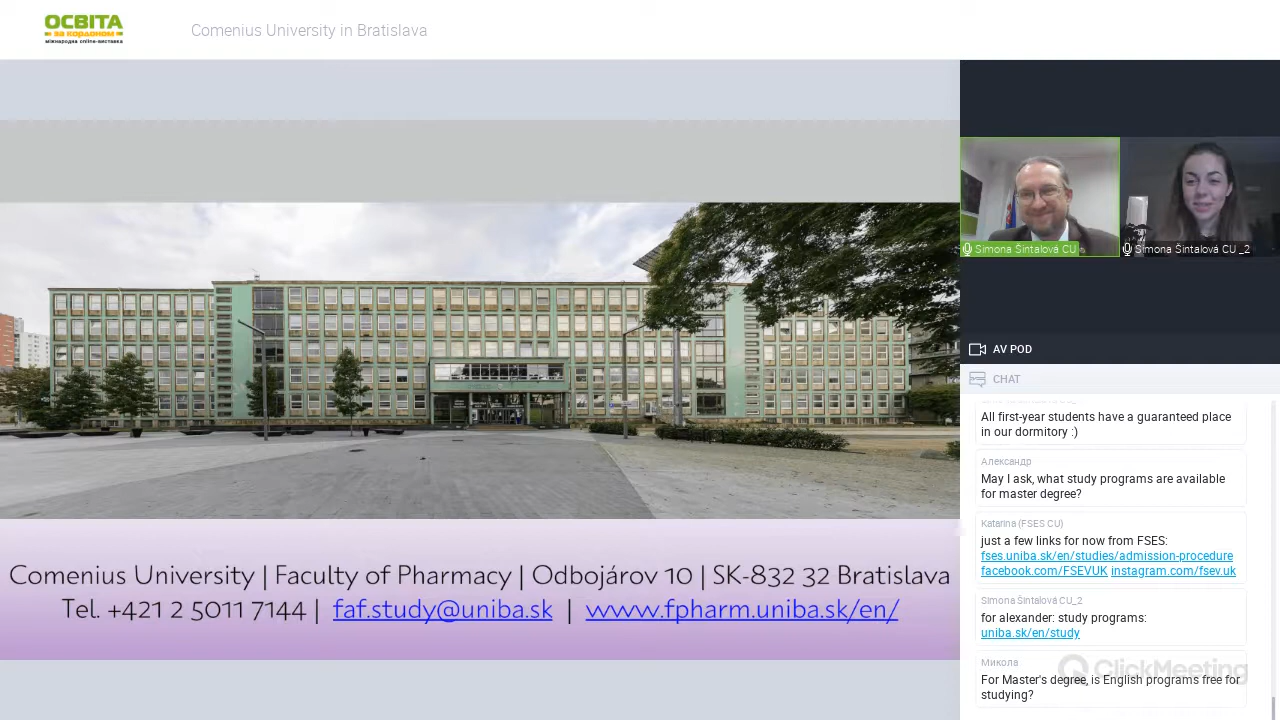 ОСВІТА
за кордоном
міжнародна online-виставка
Comenius University in Bratislava
Comenius University | Faculty of Pharmacy | Odbojárov 10 | SK-832 32 Bratislava
Tel. +421 2 5011 7144 | faf.study@uniba.sk | www.fpharm.uniba.sk/en/
Simona Šintalová CU
Simona Šintalová CU _2
AV POD
CHAT
All first-year students have a guaranteed place
in our dormitory :)
Александр
May I ask, what study programs are available
for master degree?
Katarina (FSES CU)
just a few links for now from FSES:
fses.uniba.sk/en/studies/admission-procedure
facebook.com/FSEVUK instagram.com/fsev.uk
Simona Šintalová CU_2
for alexander: study programs:
uniba.sk/en/study
Микола
For Master's degree, is English programs free for
studying?
ClickMeeting